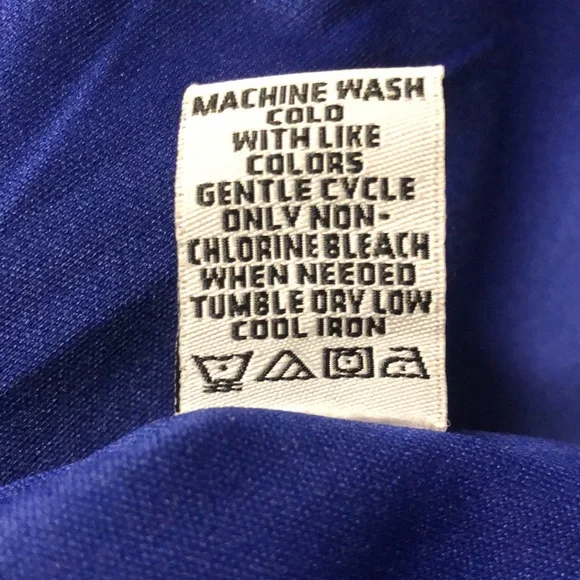 MACHINE WASH
COLD
WITH LIKE
COLORS
GENTLE CYCLE
ONLY NON-
CHLORINE BLEACH
WHEN NEEDED
TUMBLE DRY LOW
COOL IRON